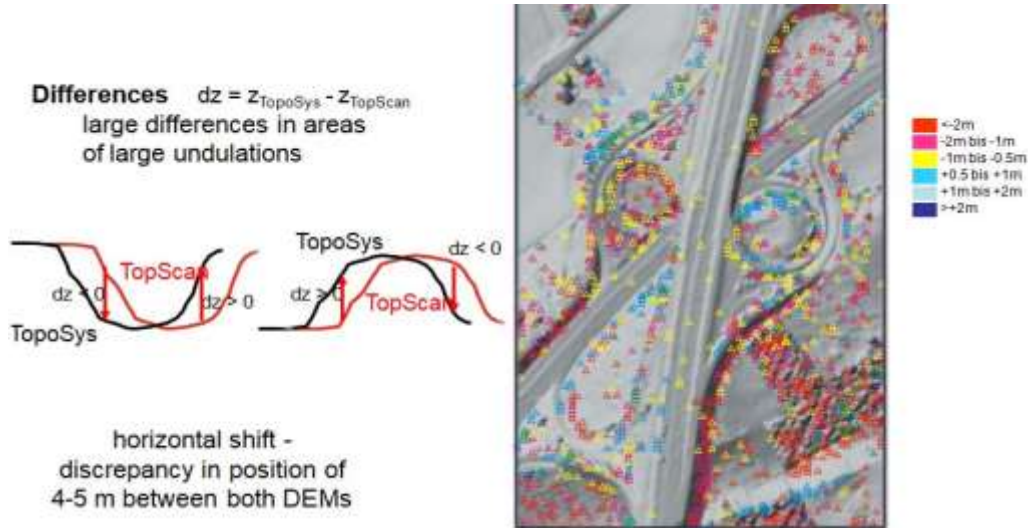 Differences dz = zTopoSys - zTopScan
large differences in areas
of large undulations
TopScan
dz < 0
dz > 0
TopoSys
TopoSys
dz < 0
dz > 0
TopScan
horizontal shift -
discrepancy in position of
4-5 m between both DEMs
<-2m
-2m bis -1m
-1m bis -0.5m
+0.5 bis +1m
+1m bis +2m
>+2m